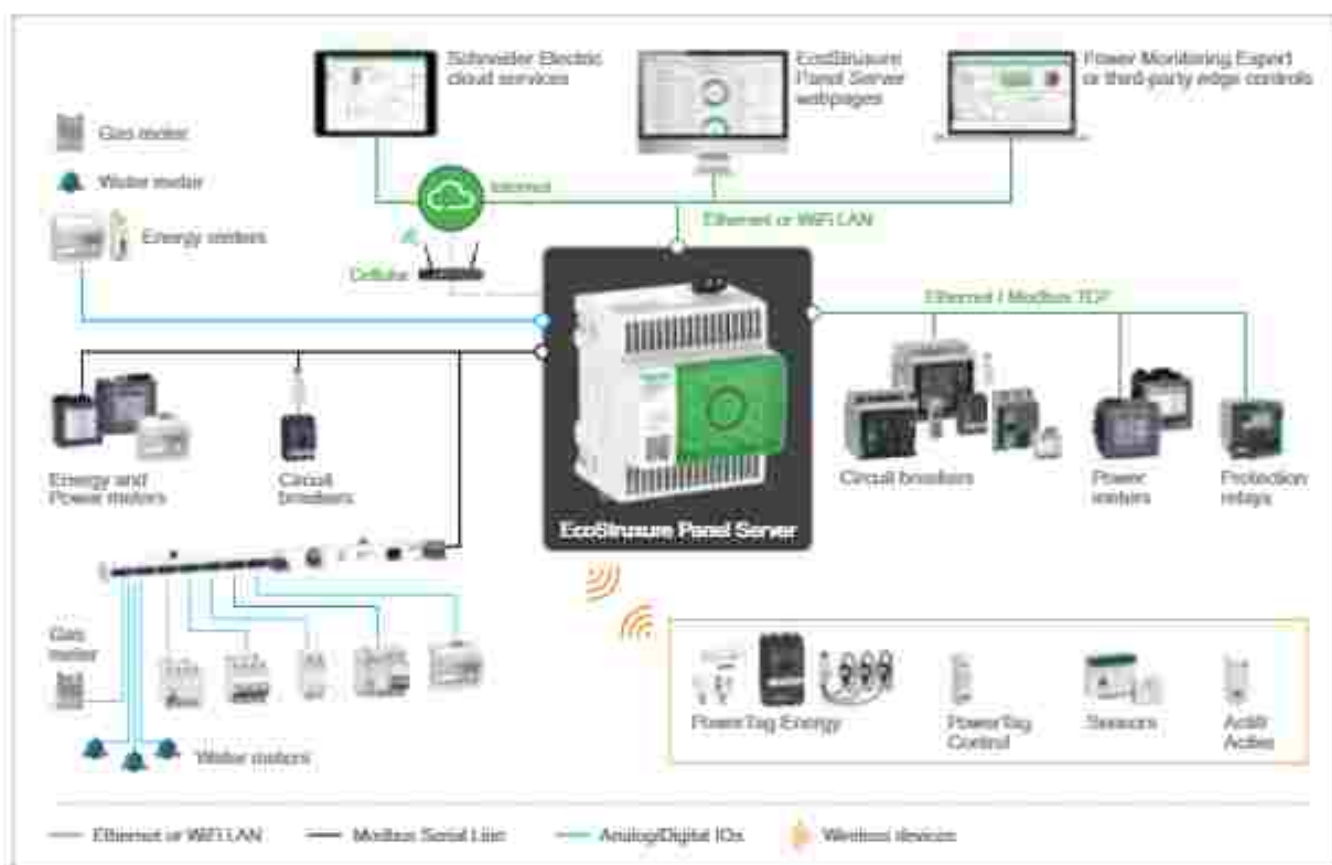 Schneider Electric
cloud services
EcoStruxure
Panel Server
webpages
Power Monitoring Expert
or third-party edge controls
Gas meter
Water meter
Energy meters
Internet
Cellular
Ethernet or WiFi LAN
Ethernet / Modbus TCP
Energy and
Power meters
Circuit
breakers
Circuit breakers
Power
meters
Protection
relays
EcoStruxure Panel Server
Gas
meter
Water meters
PowerTag Energy
PowerTag
Control
Sensors
Acti9
Active
Ethernet or WiFi LAN
Modbus Serial Line
Analog/Digital IOs
Wireless devices